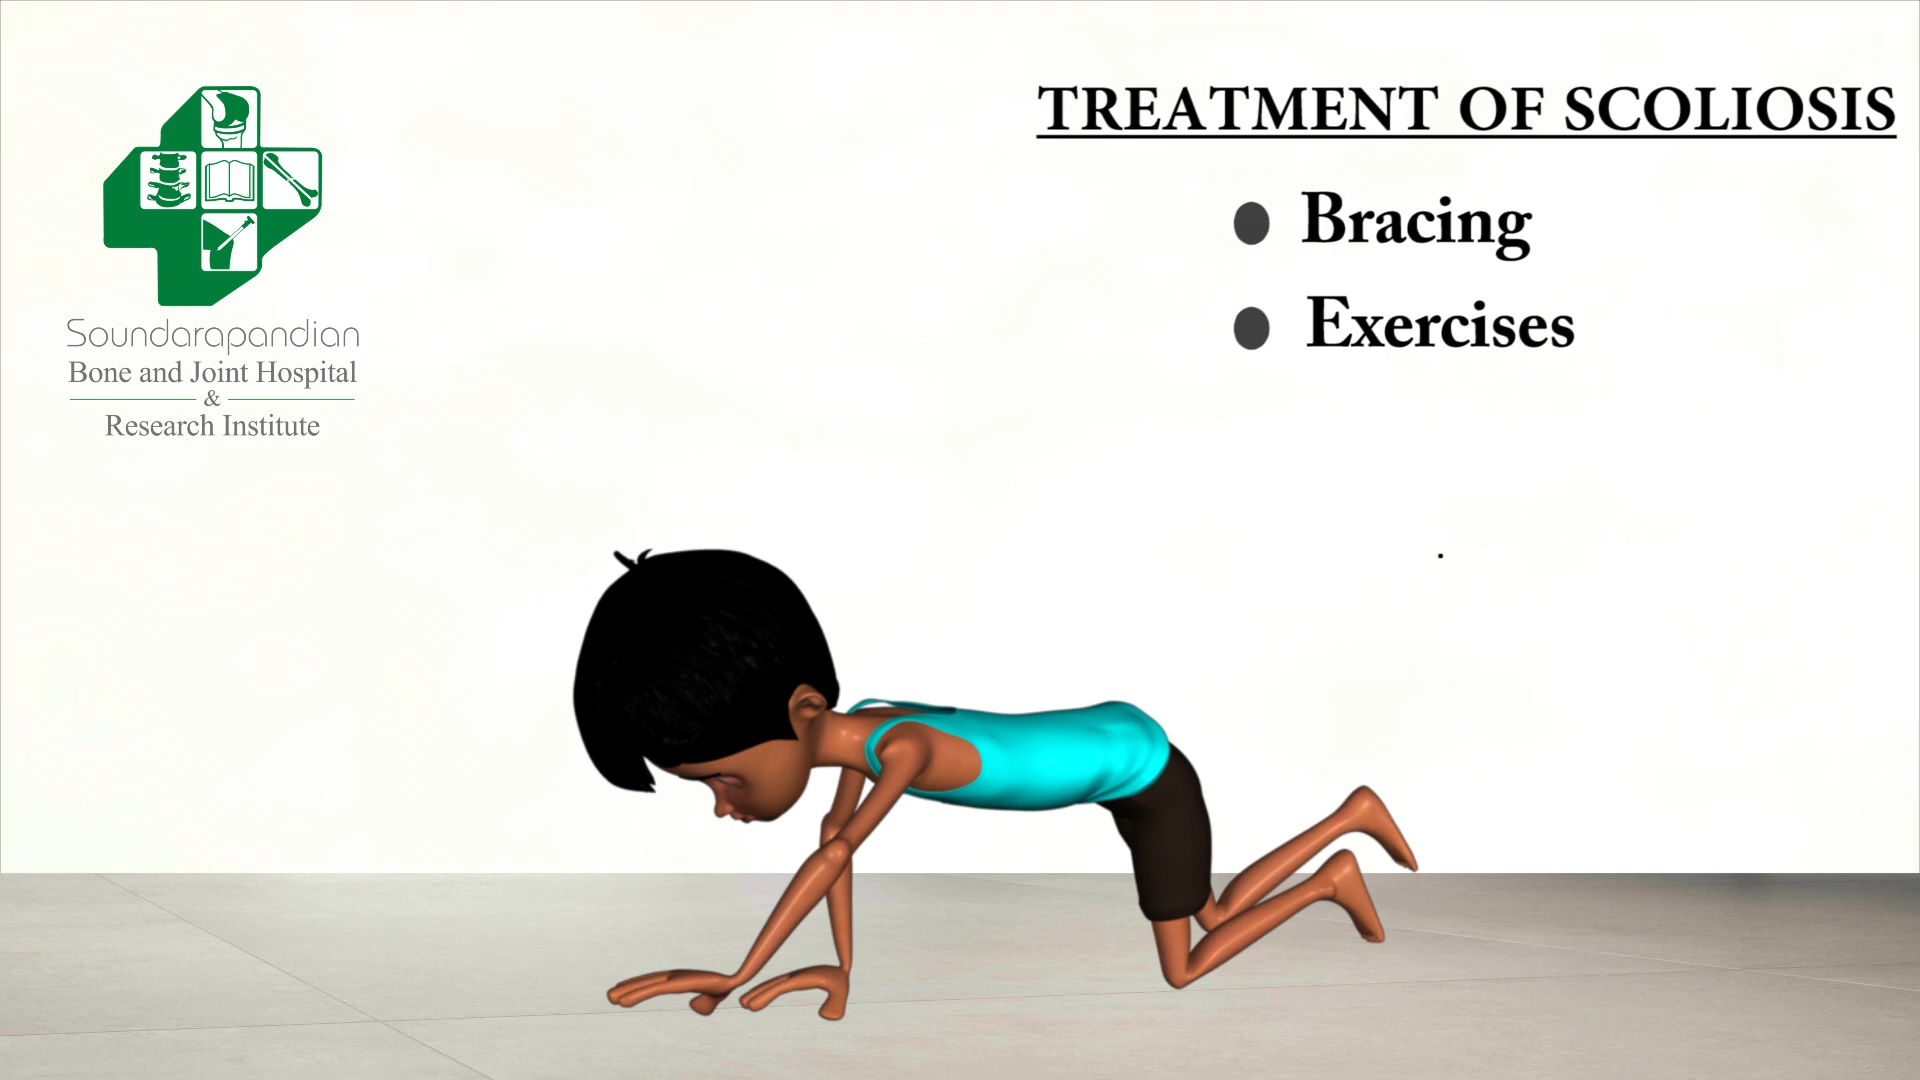 TREATMENT OF SCOLIOSIS
● Bracing
● Exercises
Soundarapandian
Bone and Joint Hospital
&
Research Institute